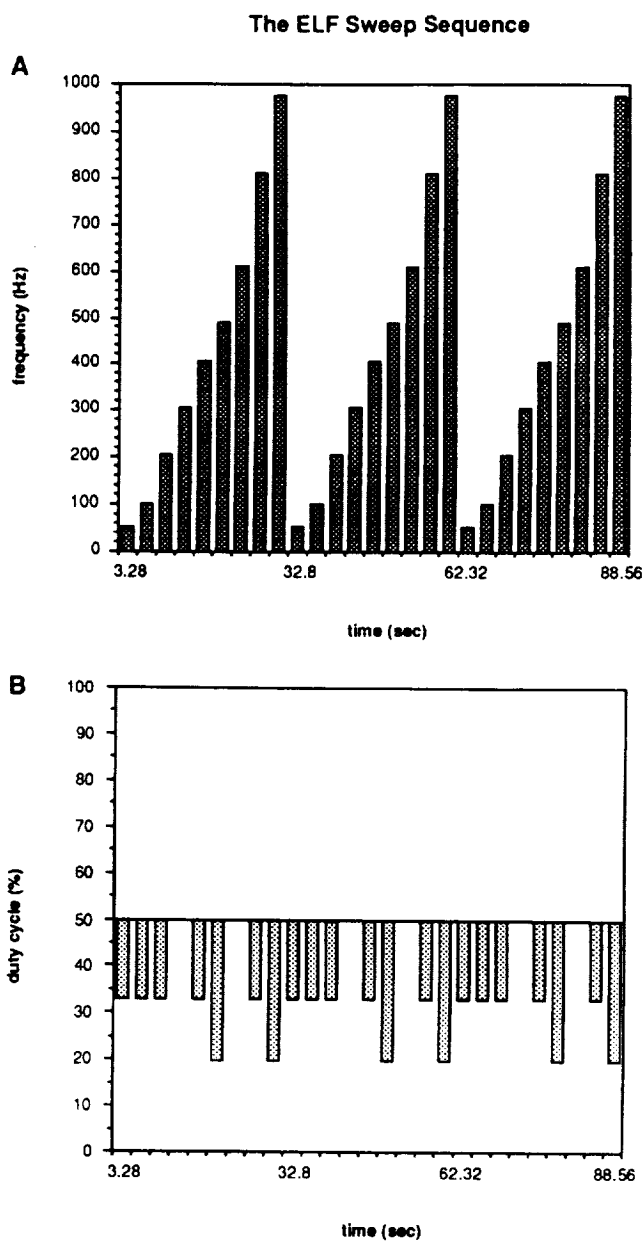 The ELF Sweep Sequence
A
1000
900
800
700
600
500
400
300
200
100
0
frequency (Hz)
3.28 32.8 62.32 88.56
time (sec)
B
100
90
80
70
60
50
40
30
20
10
0
duty cycle (%)
3.28 32.8 62.32 88.56
time (sec)